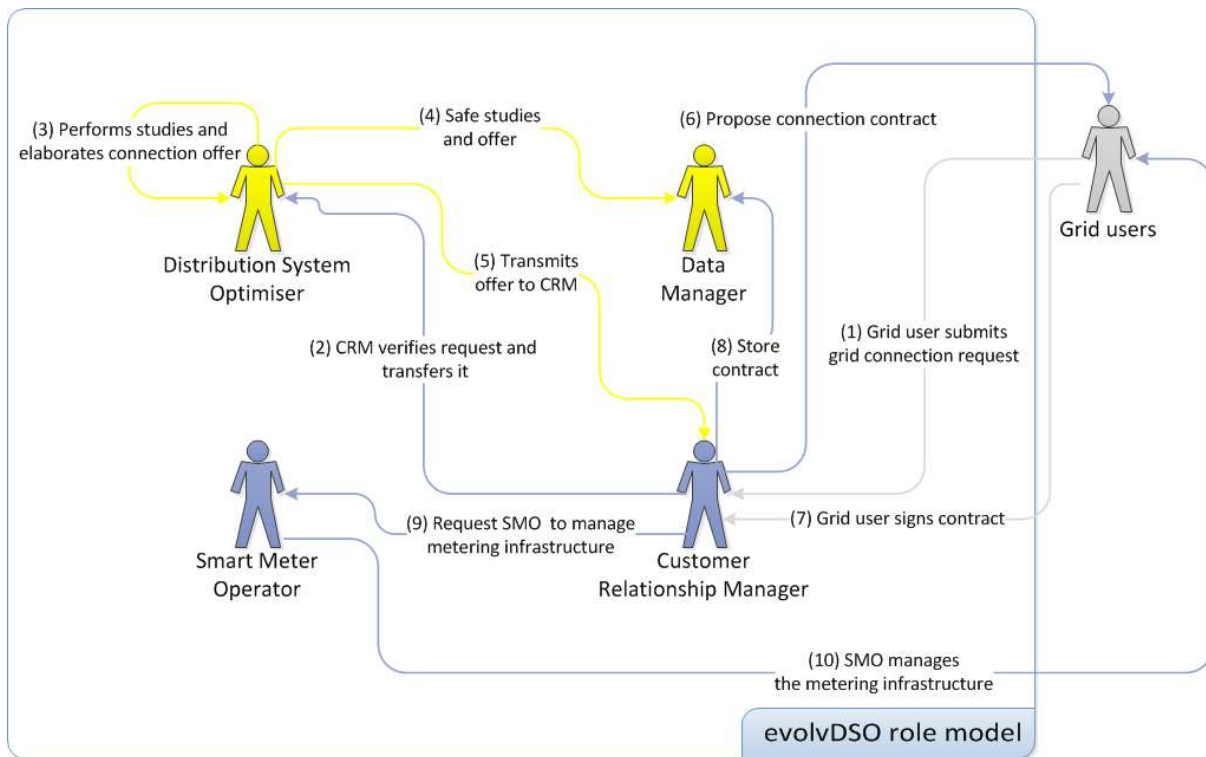 (3) Performs studies and
elaborates connection offer
(4) Safe studies
and offer
(6) Propose connection contract
Distribution System
Optimiser
Data
Manager
Grid users
(5) Transmits
offer to CRM
(2) CRM verifies request and
transfers it
(8) Store
contract
(1) Grid user submits
grid connection request
(9) Request SMO to manage
metering infrastructure
(7) Grid user signs contract
Smart Meter
Operator
Customer
Relationship Manager
(10) SMO manages
the metering infrastructure
evolvDSO role model